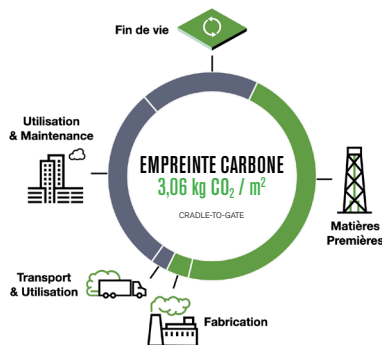 Fin de vie
Utilisation
& Maintenance
EMPREINTE CARBONE
3,06 kg CO₂ / m²
CRADLE-TO-GATE
Matières
Premières
Transport
& Utilisation
Fabrication